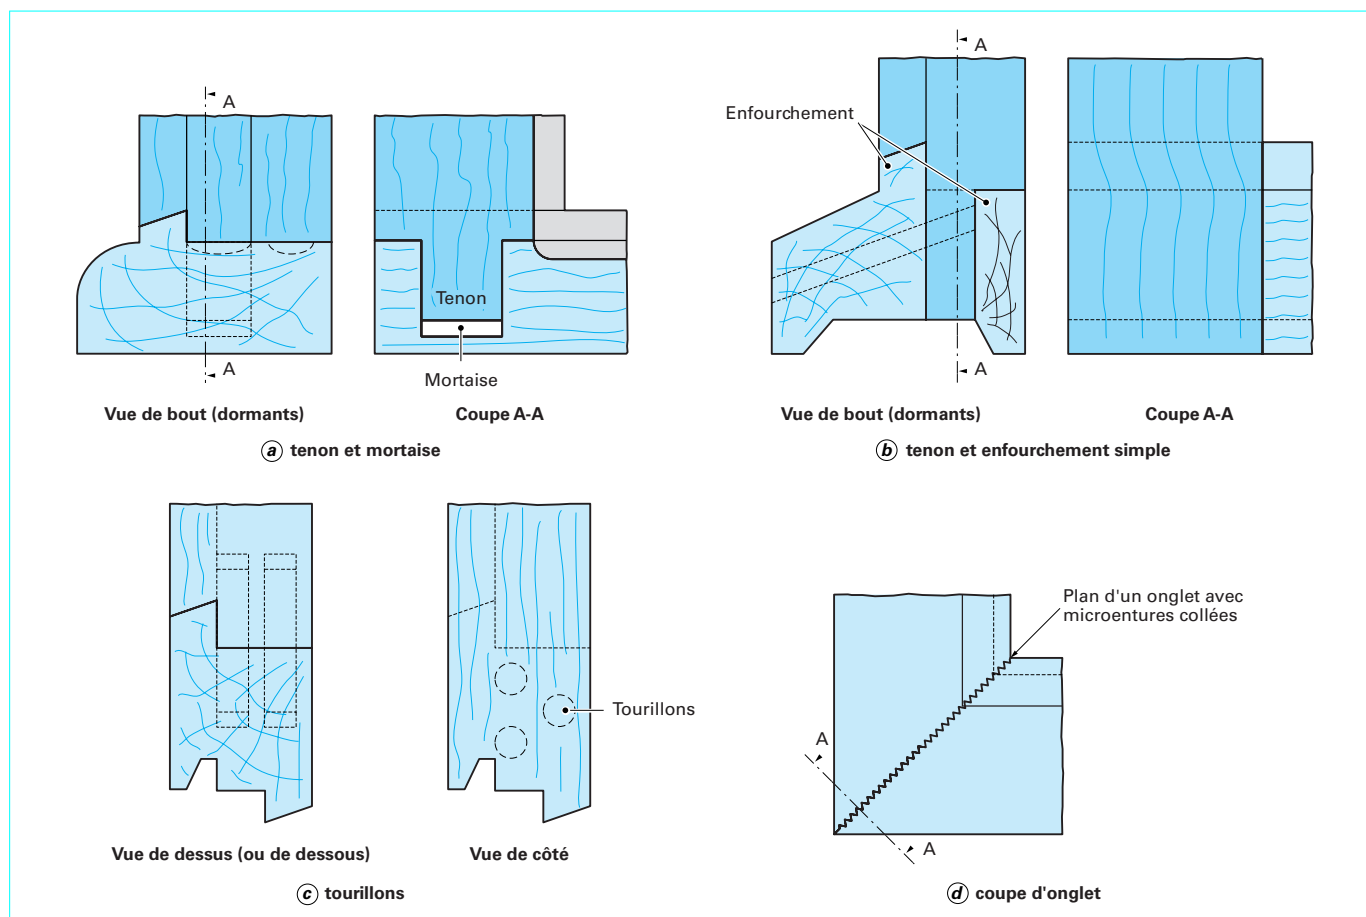 A
A
Tenon
Mortaise
Vue de bout (dormants)
Coupe A-A
a tenon et mortaise
A
Enfourchement
A
Vue de bout (dormants)
Coupe A-A
b tenon et enfourchement simple
Tourillons
Vue de dessus (ou de dessous)
Vue de côté
c tourillons
Plan d'un onglet avec
microentures collées
A
A
d coupe d'onglet